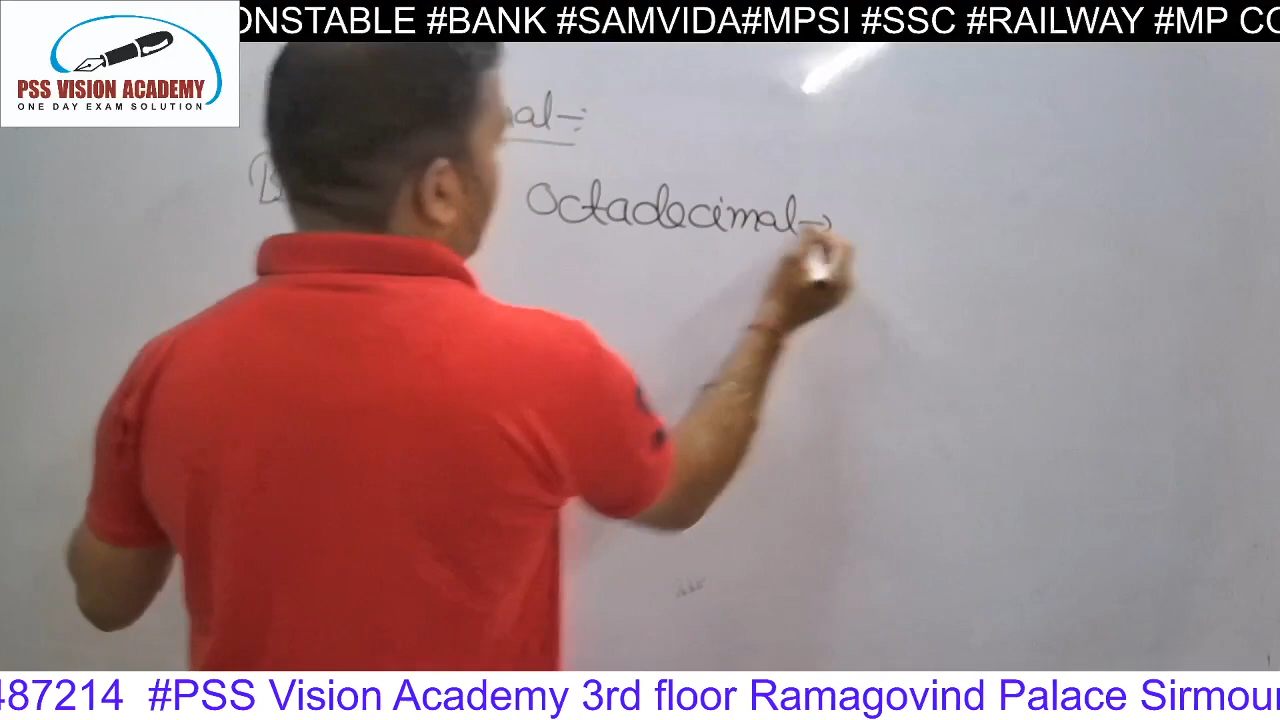 ONSTABLE #BANK #SAMVIDA#MPSI #SSC #RAILWAY #MP CO
PSS VISION ACADEMY
ONE DAY EXAM SOLUTION
nal-:
B
Octadecimal→
487214 #PSS Vision Academy 3rd floor Ramagovind Palace Sirmour